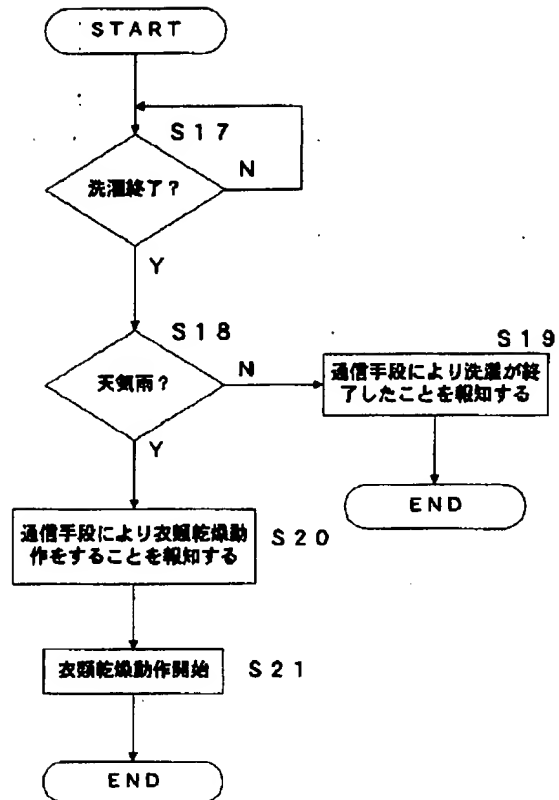 START
S17
N
洗濯終了？
Y
S18
N
天気雨？
Y
S19
通信手段により洗濯が終
了したことを報知する
END
通信手段により衣類乾燥動
作をすることを報知する
S20
衣類乾燥動作開始
S21
END